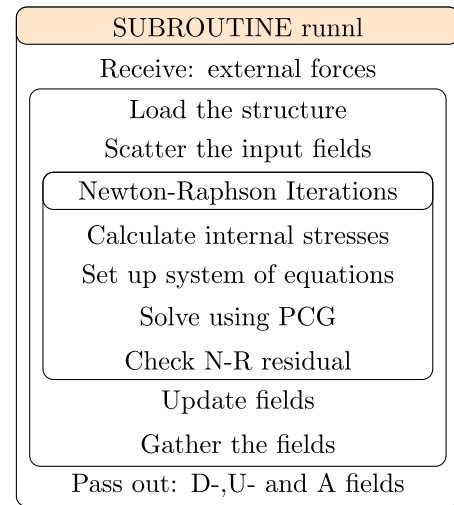 SUBROUTINE runnl
Receive: external forces
Load the structure
Scatter the input fields
Newton-Raphson Iterations
Calculate internal stresses
Set up system of equations
Solve using PCG
Check N-R residual
Update fields
Gather the fields
Pass out: D-,U- and A fields